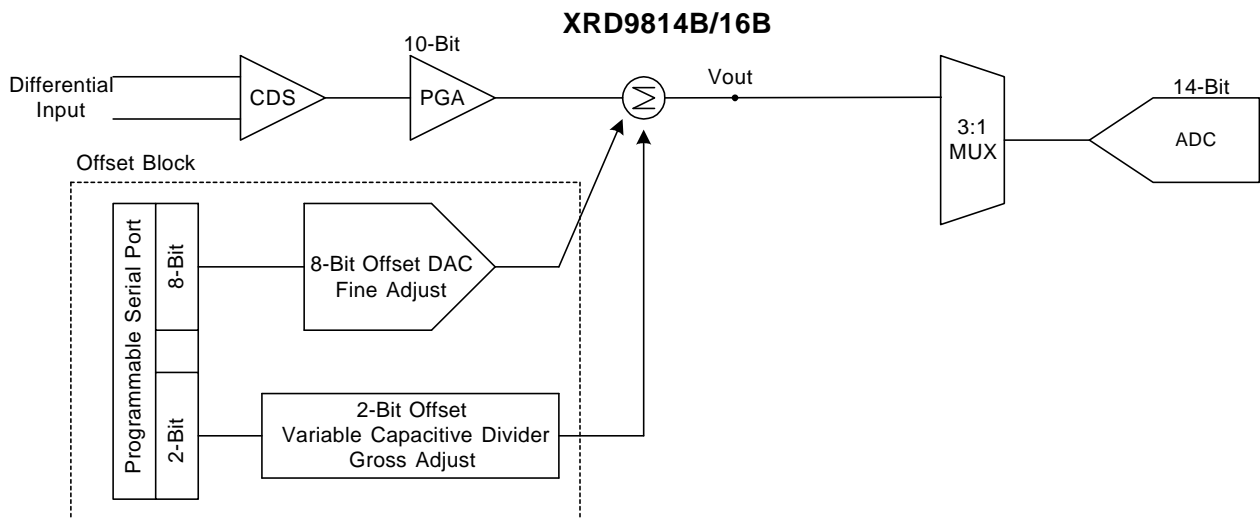 XRD9814B/16B
10-Bit
Differential
Input
CDS
PGA
Σ
Vout
3:1
MUX
14-Bit
ADC
Offset Block
Programmable Serial Port
8-Bit
2-Bit
8-Bit Offset DAC
Fine Adjust
2-Bit Offset
Variable Capacitive Divider
Gross Adjust